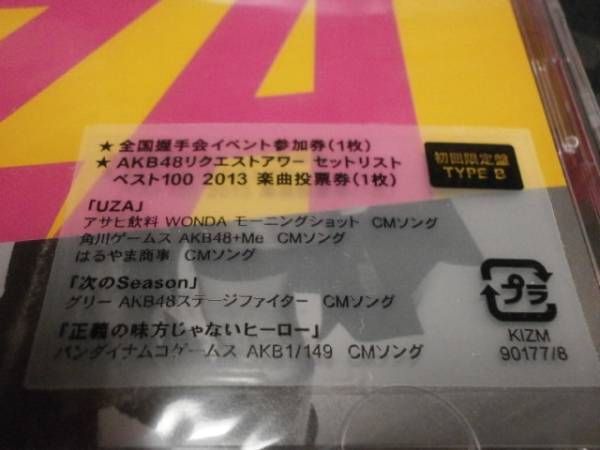 ZA
★ 全国握手会イベント参加券(1枚)
★ AKB48リクエストアワー セットリスト
ベスト100 2013 楽曲投票券(1枚)
初回限定盤
TYPE B
「UZA」
アサヒ飲料 WONDA モーニングショット CMソング
角川ゲームス AKB48+Me CMソング
はるやま商事 CMソング
「次のSeason」
グリー AKB48ステージファイター CMソング
「正義の味方じゃないヒーロー」
バンダイナムコゲームス AKB1/149 CMソング
プラ
KIZM
90177/8